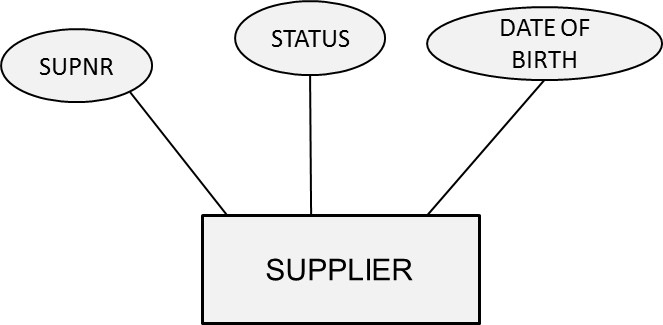 SUPNR
STATUS
DATE OF
BIRTH
SUPPLIER